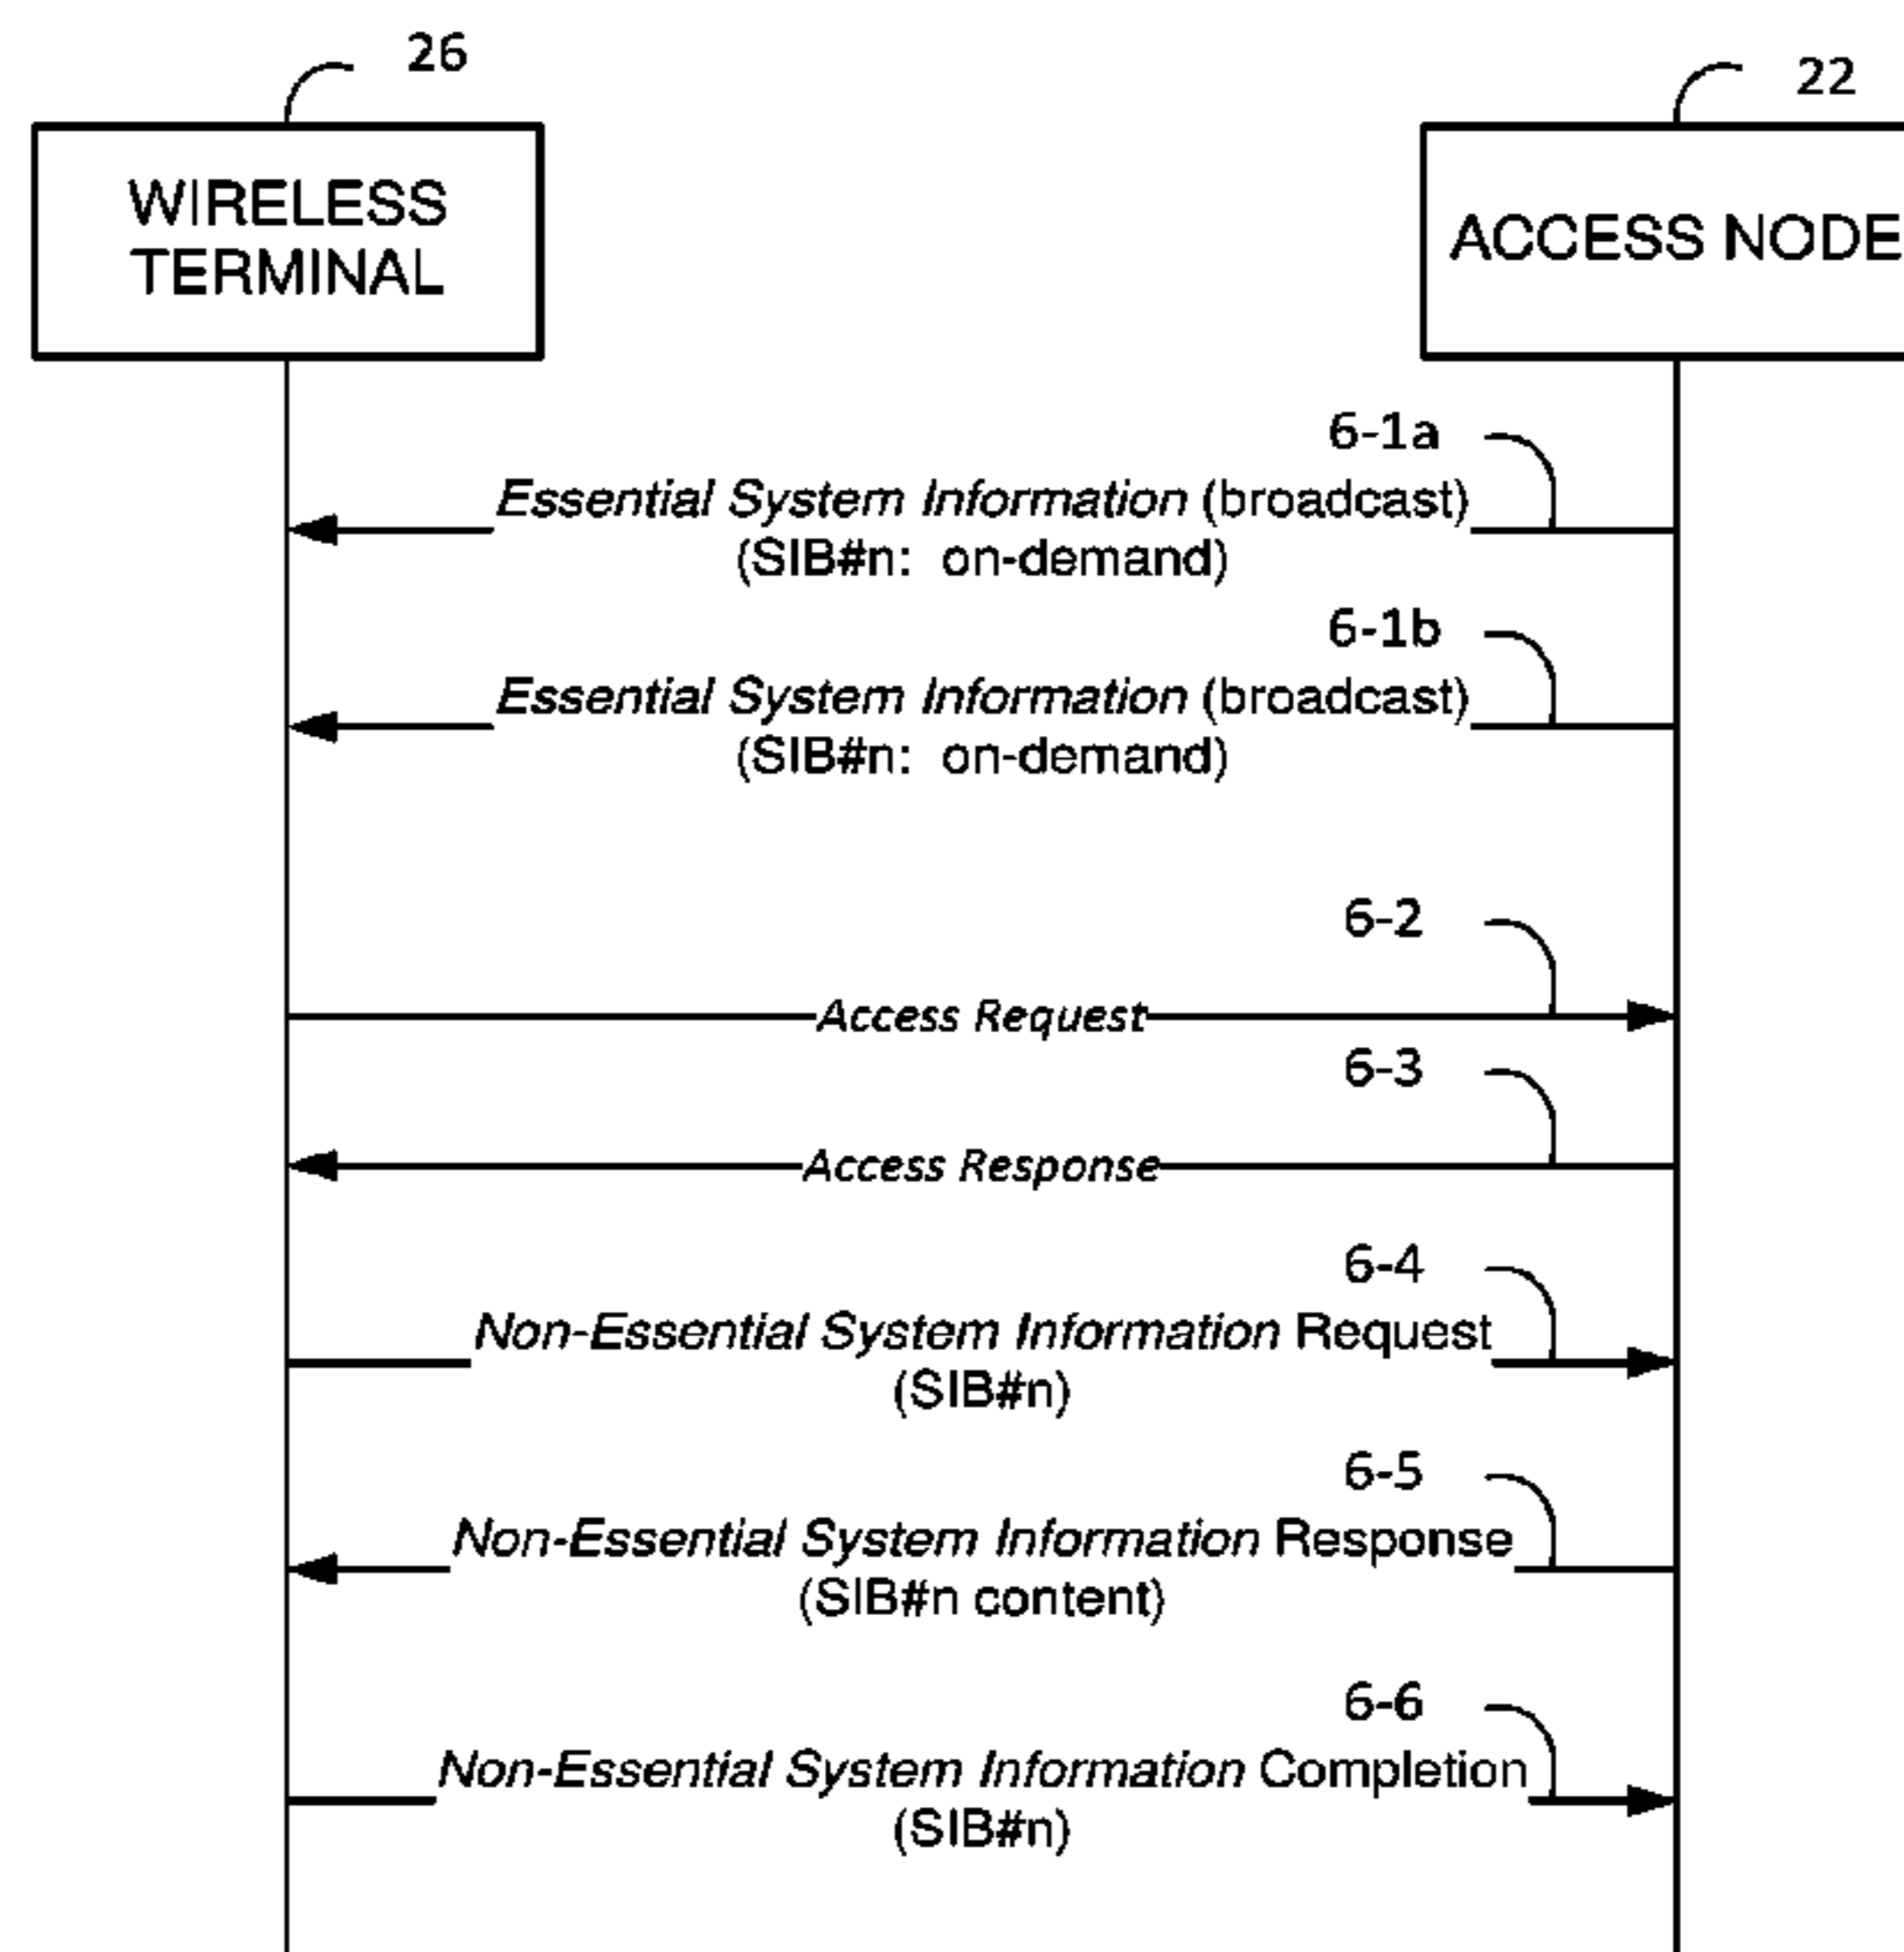 26
22
WIRELESS
TERMINAL
ACCESS NODE
6-1a
Essential System Information (broadcast)
(SIB#n: on-demand)
6-1b
Essential System Information (broadcast)
(SIB#n: on-demand)
6-2
Access Request
6-3
Access Response
6-4
Non-Essential System Information Request
(SIB#n)
6-5
Non-Essential System Information Response
(SIB#n content)
6-6
Non-Essential System Information Completion
(SIB#n)